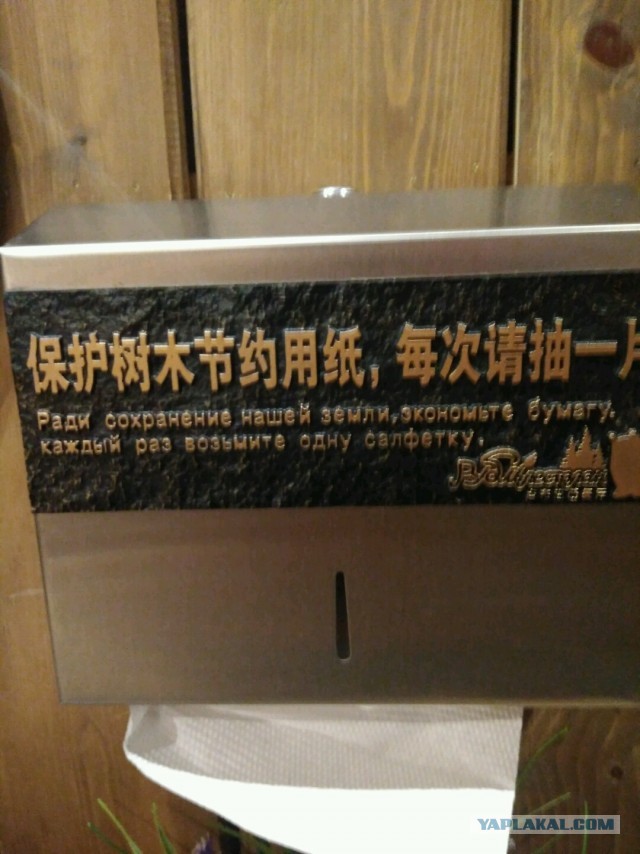 保护树木节约用纸，每次请抽一片
Ради сохранение нашей земли,экономьте бумагу.
каждый раз возьмите одну салфетку.
YAPLAKAL.COM